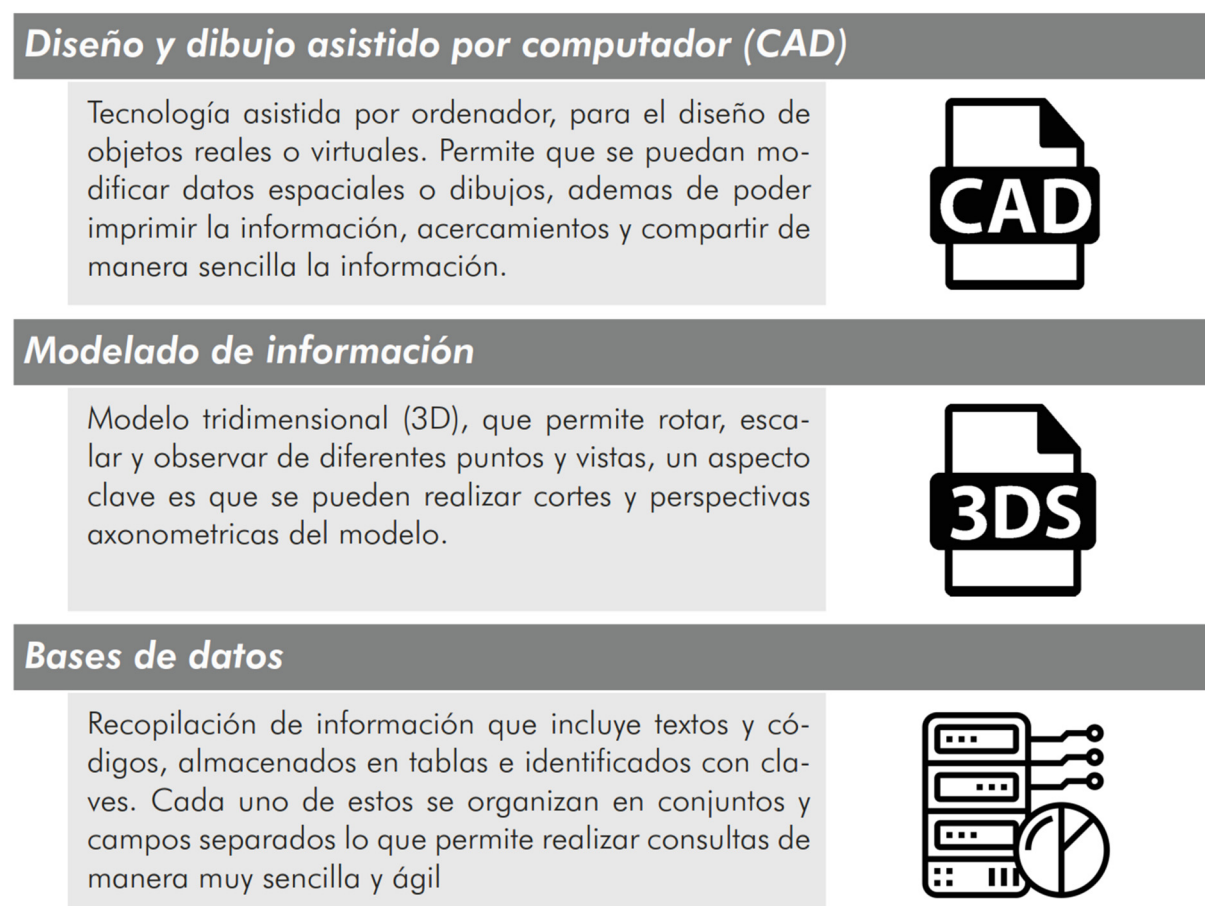 Diseño y dibujo asistido por computador (CAD)
Tecnología asistida por ordenador, para el diseño de
objetos reales o virtuales. Permite que se puedan mo-
dificar datos espaciales o dibujos, ademas de poder
imprimir la información, acercamientos y compartir de
manera sencilla la información.
CAD
Modelado de información
Modelo tridimensional (3D), que permite rotar, esca-
lar y observar de diferentes puntos y vistas, un aspecto
clave es que se pueden realizar cortes y perspectivas
axonometricas del modelo.
3DS
Bases de datos
Recopilación de información que incluye textos y có-
digos, almacenados en tablas e identificados con cla-
ves. Cada uno de estos se organizan en conjuntos y
campos separados lo que permite realizar consultas de
manera muy sencilla y ágil